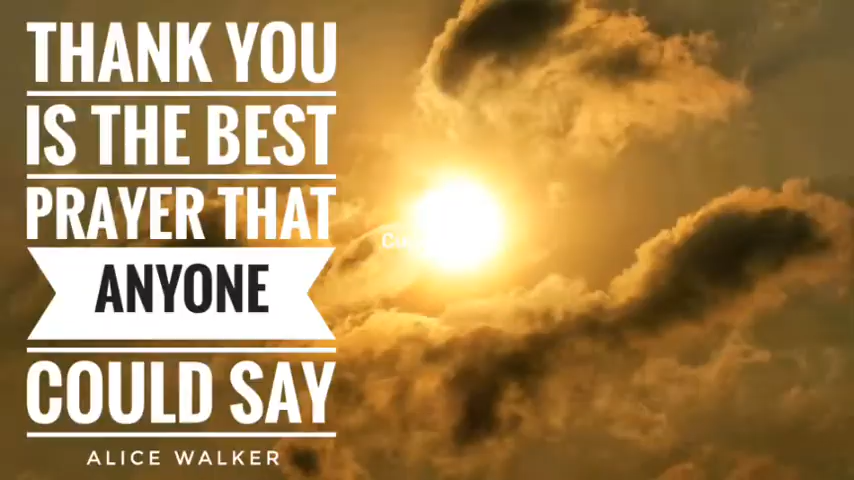 THANK YOU
IS THE BEST
PRAYER THAT
ANYONE
COULD SAY
ALICE WALKER